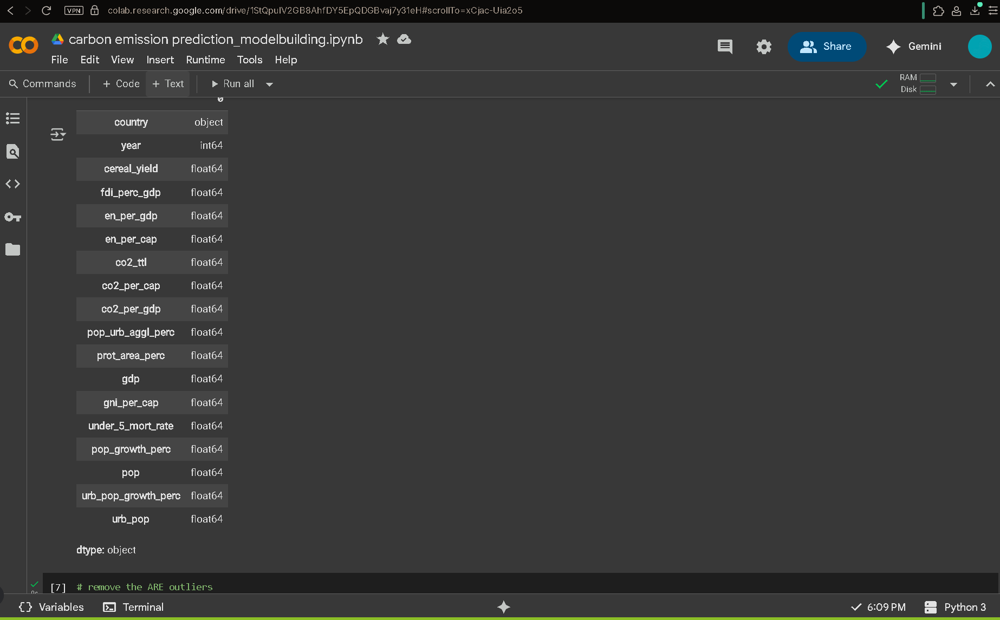 VPN colab.research.google.com/drive/1StQpuIV2GB8AhfDY5EpQDGBvaj7y31eH#scrollTo=xCjac-Uia2o5
carbon emission prediction_modelbuilding.ipynb
File Edit View Insert Runtime Tools Help
Share
Gemini
Commands + Code + Text Run all
RAM
Disk
0
country object
year int64
cereal_yield float64
fdi_perc_gdp float64
en_per_gdp float64
en_per_cap float64
co2_ttl float64
co2_per_cap float64
co2_per_gdp float64
pop_urb_aggl_perc float64
prot_area_perc float64
gdp float64
gni_per_cap float64
under_5_mort_rate float64
pop_growth_perc float64
pop float64
urb_pop_growth_perc float64
urb_pop float64
dtype: object
[7] # remove the ARE outliers
0s
{} Variables Terminal 6:09 PM Python 3